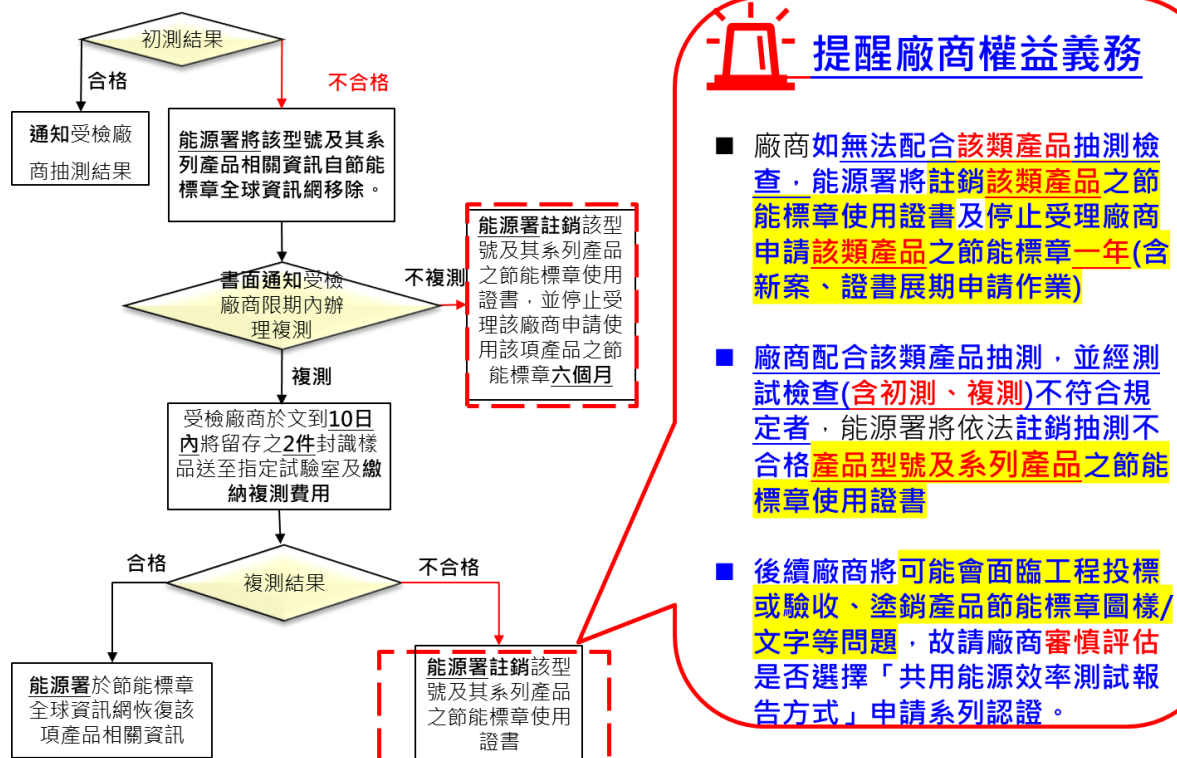 初測結果
合格
不合格
通知受檢廠
商抽測結果
能源署將該型號及其系
列產品相關資訊自節能
標章全球資訊網移除。
書面通知受檢
廠商限期內辦
理複測
不複測
能源署註銷該型
號及其系列產品
之節能標章使用
證書，並停止受
理該廠商申請使
用該項產品之節
能標章六個月
複測
受檢廠商於文到10日
內將留存之2件封識樣
品送至指定試驗室及繳
納複測費用
複測結果
合格
不合格
能源署於節能標章
全球資訊網恢復該
項產品相關資訊
能源署註銷該型
號及其系列產品
之節能標章使用
證書
提醒廠商權益義務
■ 廠商如無法配合該類產品抽測檢
查，能源署將註銷該類產品之節
能標章使用證書及停止受理廠商
申請該類產品之節能標章一年(含
新案、證書展期申請作業)
■ 廠商配合該類產品抽測，並經測
試檢查(含初測、複測)不符合規
定者，能源署將依法註銷抽測不
合格產品型號及系列產品之節能
標章使用證書
■ 後續廠商將可能會面臨工程投標
或驗收、塗銷產品節能標章圖樣/
文字等問題，故請廠商審慎評估
是否選擇「共用能源效率測試報
告方式」申請系列認證。